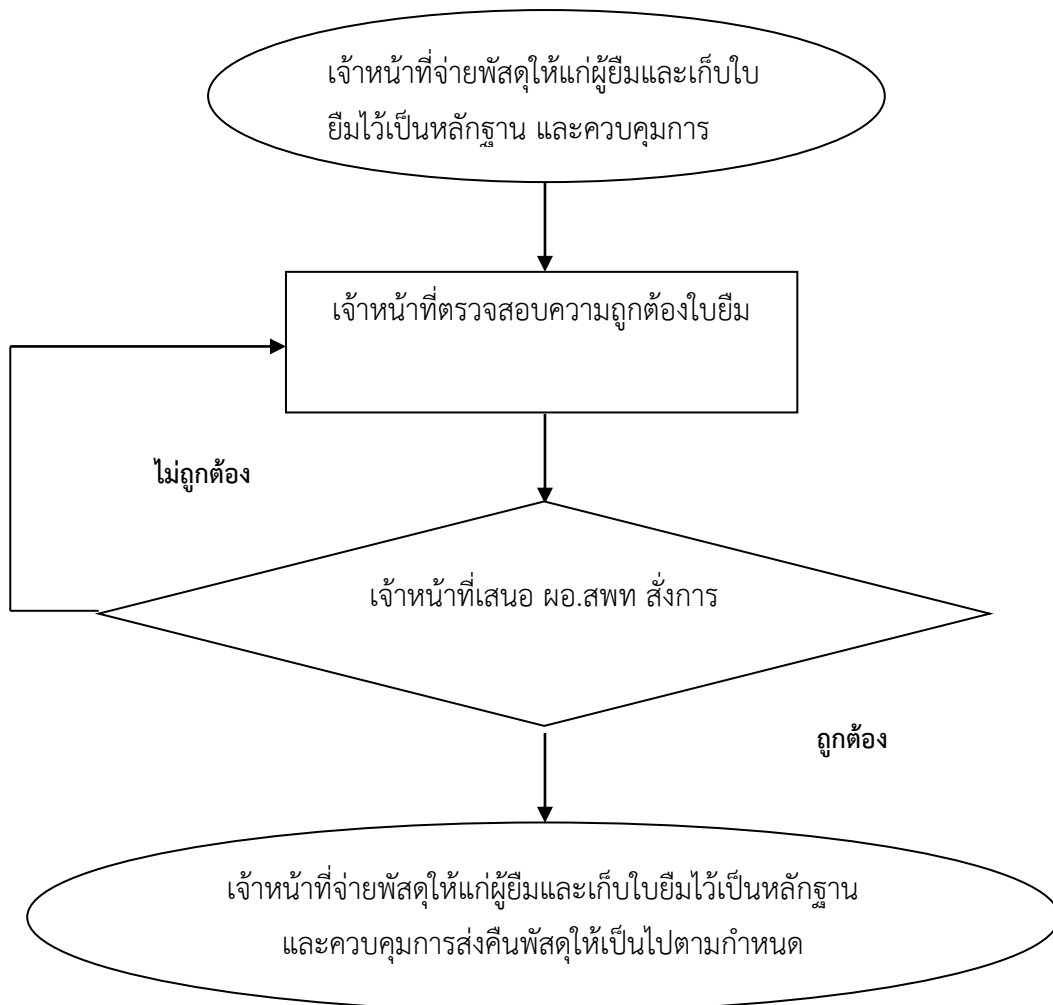 เจ้าหน้าที่จ่ายพัสดุให้แก่ผู้ยืมและเก็บใบ
ยืมไว้เป็นหลักฐาน และควบคุมการ
เจ้าหน้าที่ตรวจสอบความถูกต้องใบยืม
ไม่ถูกต้อง
เจ้าหน้าที่เสนอ ผอ.สพท สั่งการ
ถูกต้อง
เจ้าหน้าที่จ่ายพัสดุให้แก่ผู้ยืมและเก็บใบยืมไว้เป็นหลักฐาน
และควบคุมการส่งคืนพัสดุให้เป็นไปตามกำหนด